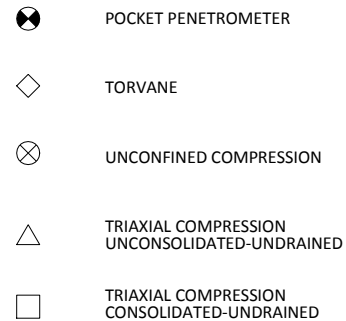 POCKET PENETROMETER
TORVANE
UNCONFINED COMPRESSION
TRIAXIAL COMPRESSION
UNCONSOLIDATED-UNDRAINED
TRIAXIAL COMPRESSION
CONSOLIDATED-UNDRAINED